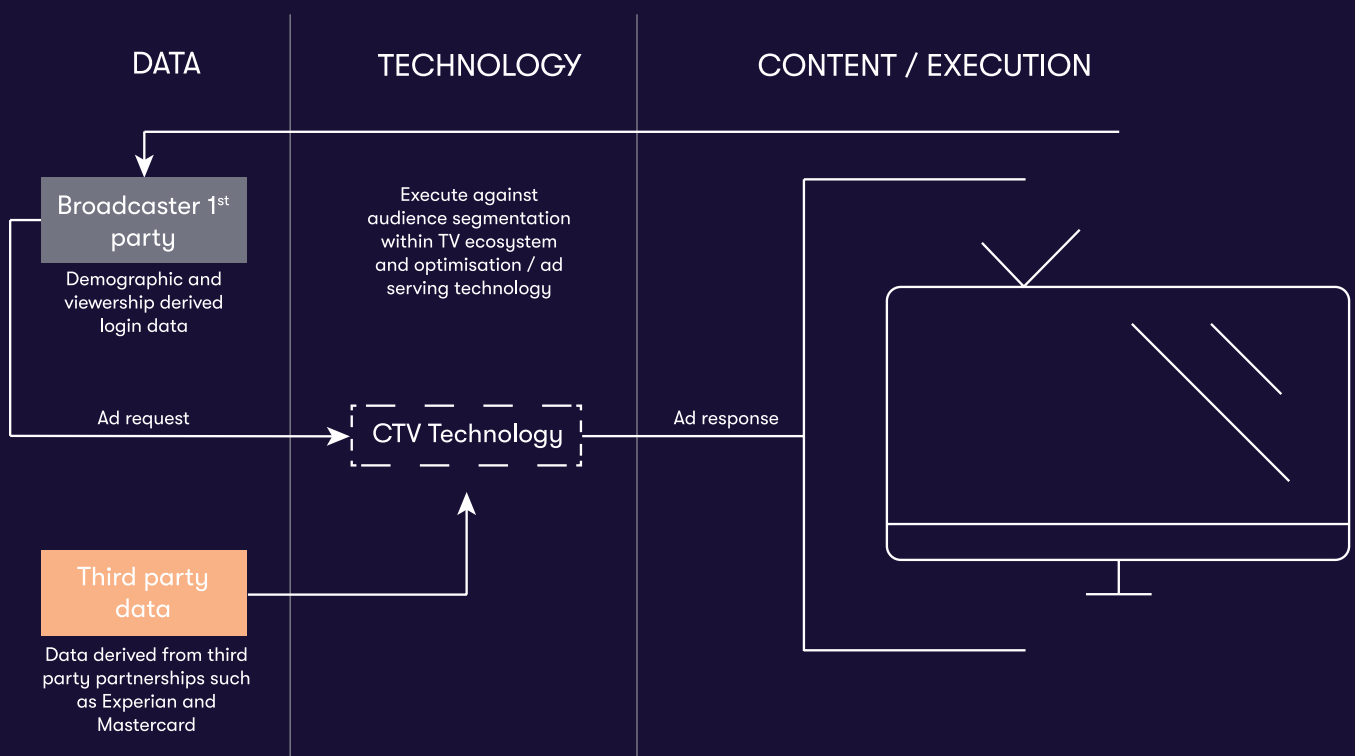 DATA
TECHNOLOGY
CONTENT / EXECUTION
Broadcaster 1st
party
Demographic and
viewership derived
login data
Execute against
audience segmentation
within TV ecosystem
and optimisation / ad
serving technology
Ad request
CTV Technology
Ad response
Third party
data
Data derived from third
party partnerships such
as Experian and
Mastercard